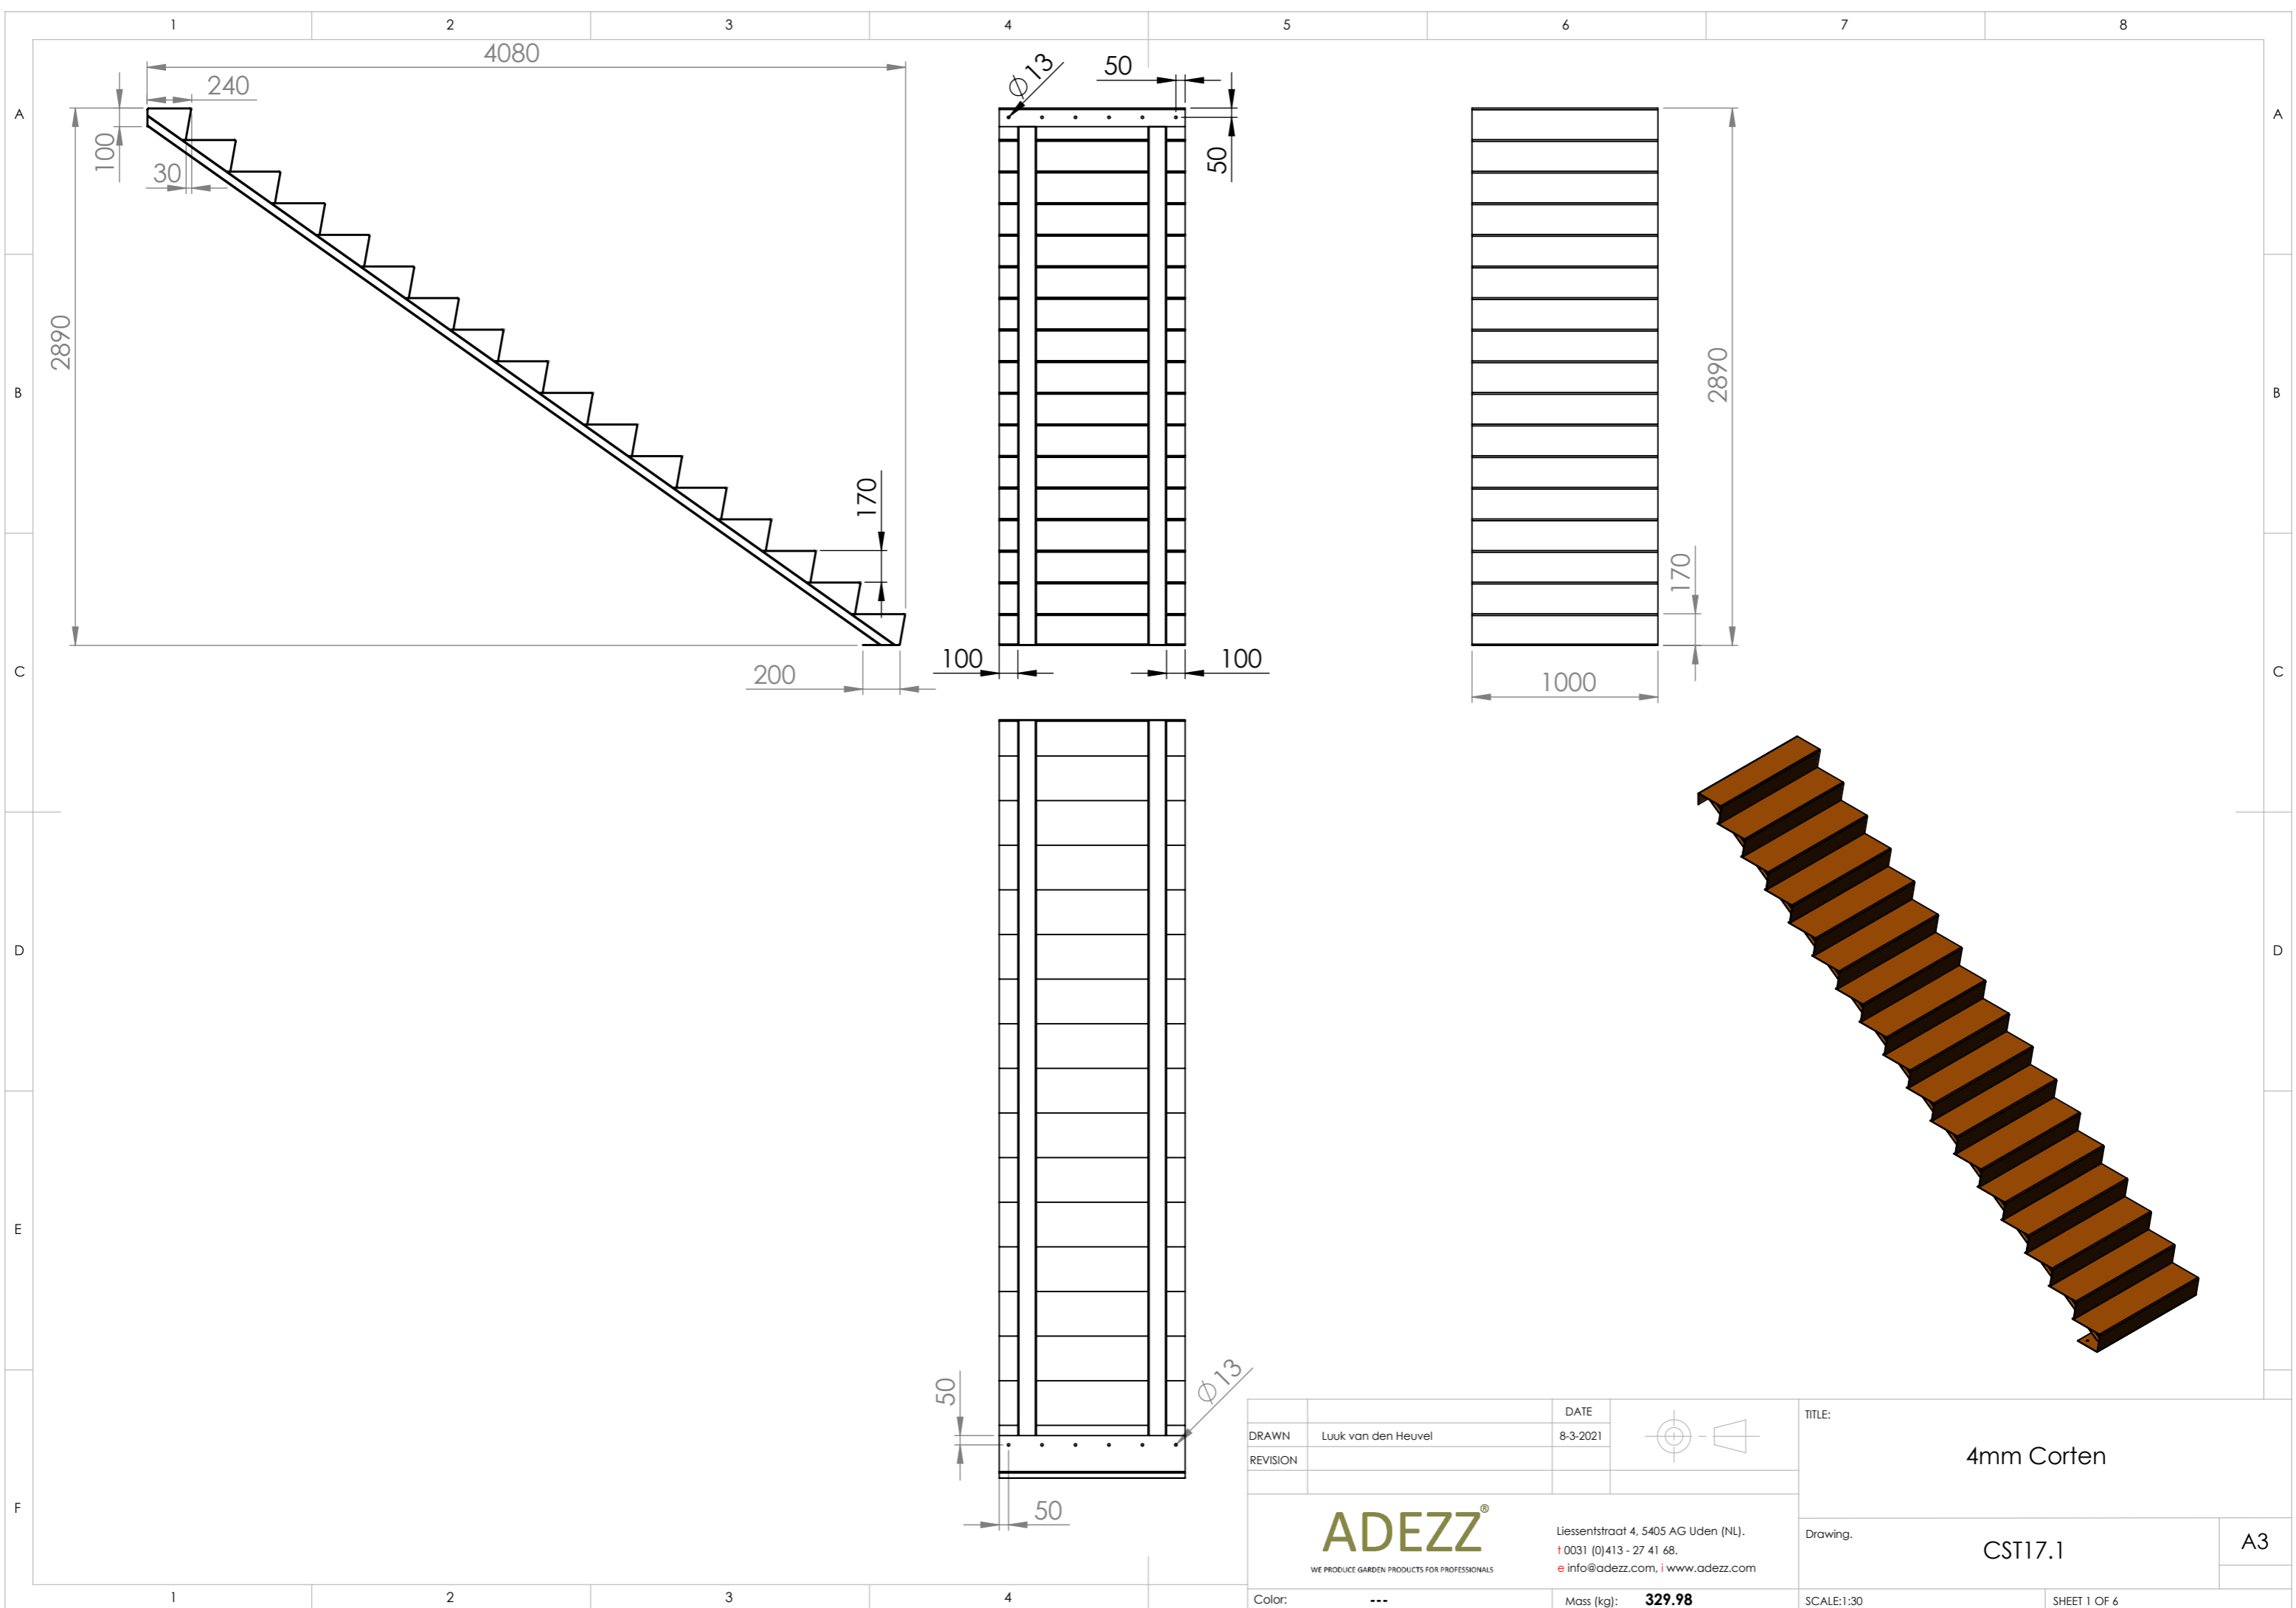 1 2 3 4 5 6 7 8
A A
B B
C C
D D
E
F
4080
240
100
30
2890
170
200
Ø13
50
50
100 100
2890
170
1000
50
Ø13
50
DATE
DRAWN Luuk van den Heuvel 8-3-2021
REVISION
TITLE:
4mm Corten
ADEZZ®
WE PRODUCE GARDEN PRODUCTS FOR PROFESSIONALS
Liessentstraat 4, 5405 AG Uden (NL).
t 0031 (0)413 - 27 41 68.
e info@adezz.com, i www.adezz.com
Drawing.
CST17.1
A3
Color: ---
Mass (kg): 329.98
SCALE:1:30
SHEET 1 OF 6
1 2 3 4